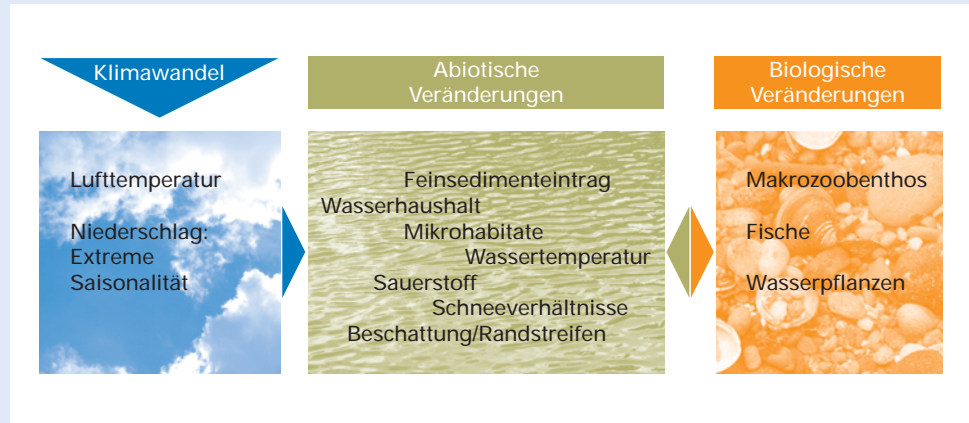 Klimawandel
Abiotische
Veränderungen
Biologische
Veränderungen
Lufttemperatur
Niederschlag:
Extreme
Saisonalität
Feinsedimenteintrag
Wasserhaushalt
Mikrohabitate
Wassertemperatur
Sauerstoff
Schneeverhältnisse
Beschattung/Randstreifen
Makrozoobenthos
Fische
Wasserpflanzen